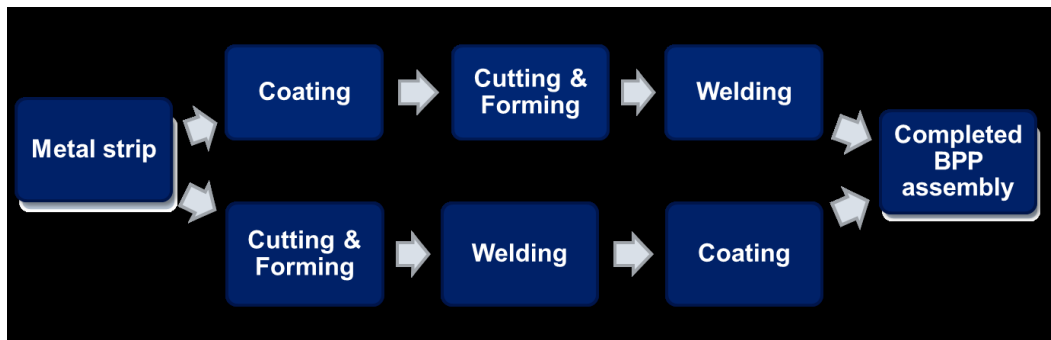 Metal strip
Coating
Cutting &
Forming
Welding
Cutting &
Forming
Welding
Coating
Completed
BPP
assembly